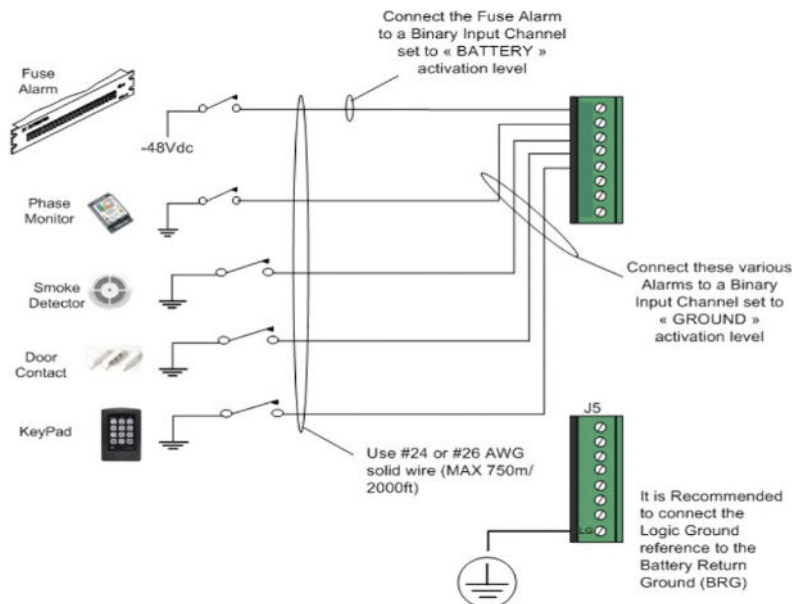 Connect the Fuse Alarm
to a Binary Input Channel
set to « BATTERY »
activation level
Fuse
Alarm
-48Vdc
Phase
Monitor
Smoke
Detector
Door
Contact
KeyPad
Connect these various
Alarms to a Binary
Input Channel set to
« GROUND »
activation level
Use #24 or #26 AWG
solid wire (MAX 750m/
2000ft)
J5
LG
It is Recommended
to connect the
Logic Ground
reference to the
Battery Return
Ground (BRG)